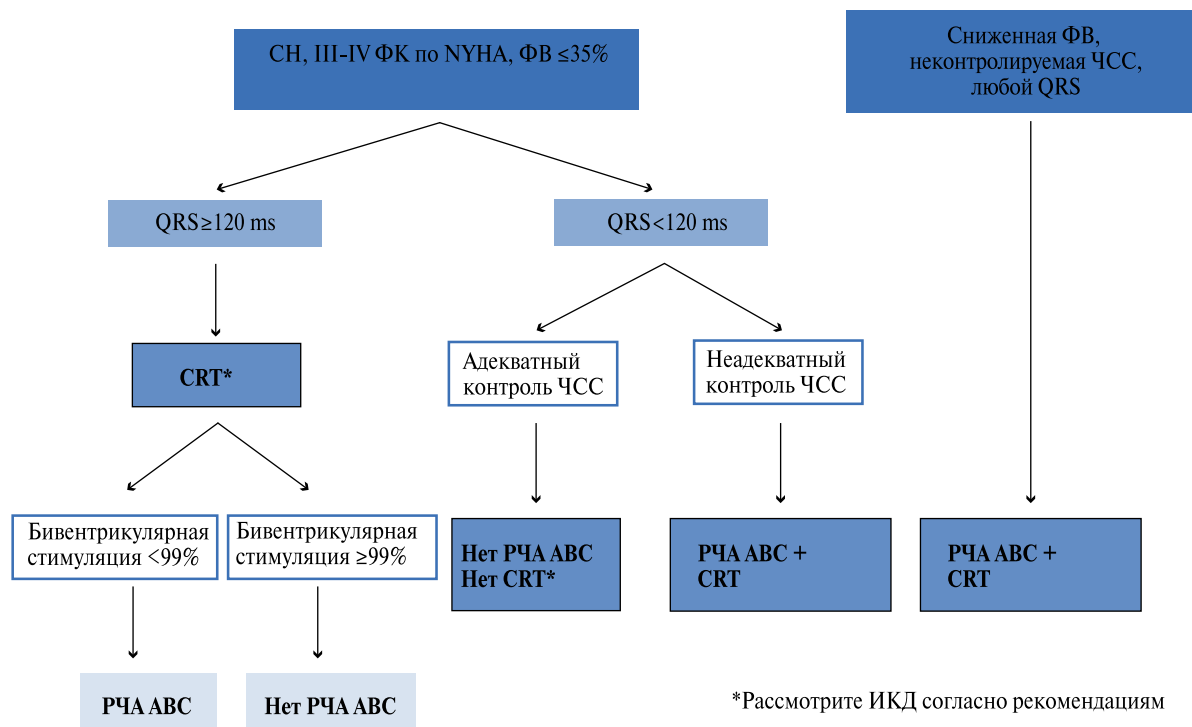 СН, III-IV ФК по NYHA, ФВ ≤35%
Сниженная ФВ,
неконтролируемая ЧСС,
любой QRS
QRS≥120 ms
QRS<120 ms
CRT*
Адекватный
контроль ЧСС
Неадекватный
контроль ЧСС
Бивентрикулярная
стимуляция <99%
Бивентрикулярная
стимуляция ≥99%
Нет РЧА АВС
Нет CRT*
РЧА АВС +
CRT
РЧА АВС +
CRT
РЧА АВС
Нет РЧА АВС
*Рассмотрите ИКД согласно рекомендациям